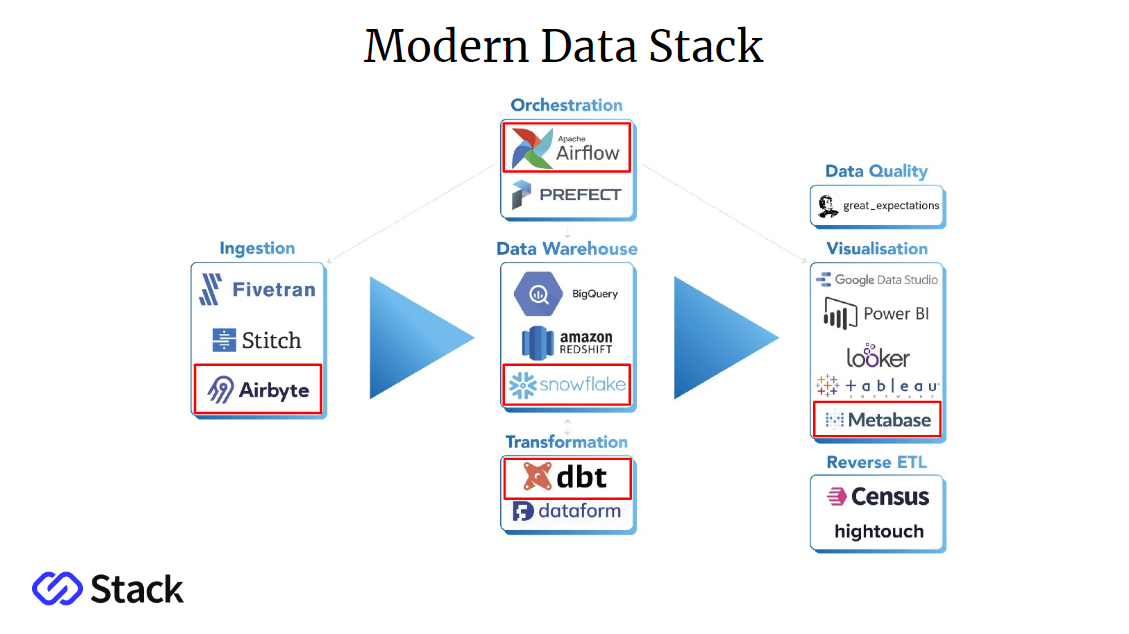 Modern Data Stack
Orchestration
Apache
Airflow
PREFECT
Data Quality
great_expectations
Ingestion
Fivetran
Stitch
Airbyte
Data Warehouse
BigQuery
amazon
REDSHIFT
snowflake
Visualisation
Google Data Studio
Power BI
looker
+ableau
SOFTWARE
Metabase
Transformation
dbt
dataform
Reverse ETL
Census
hightouch
Stack